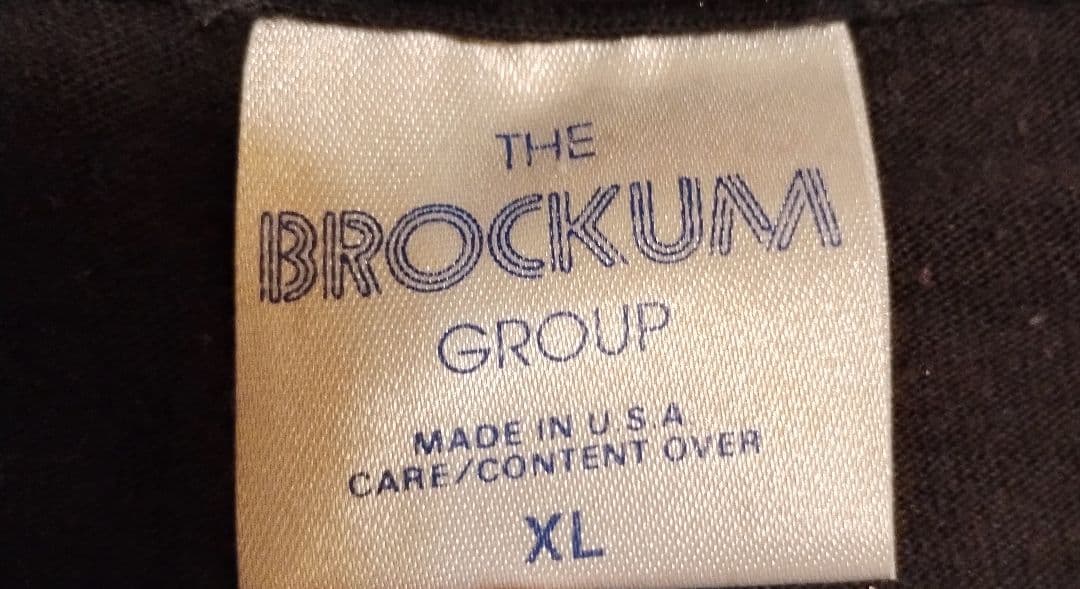 THE
BROCKUM
GROUP
MADE IN U.S.A
CARE/CONTENT OVER
XL